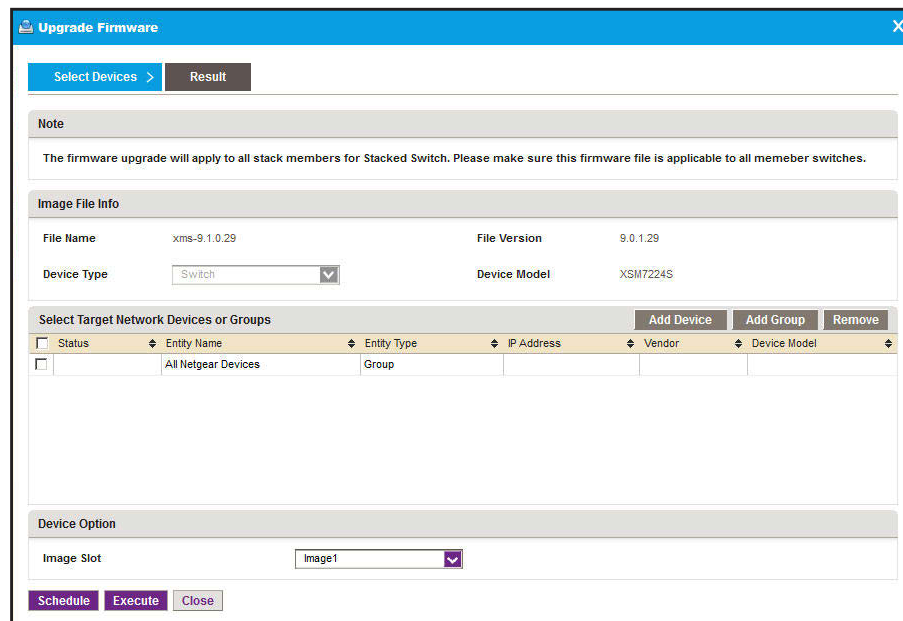 Upgrade Firmware
X
Select Devices >
Result
Note
The firmware upgrade will apply to all stack members for Stacked Switch. Please make sure this firmware file is applicable to all memeber switches.
Image File Info
File Name xms-9.1.0.29 File Version 9.0.1.29
Device Type Switch Device Model XSM7224S
Select Target Network Devices or Groups Add Device Add Group Remove
Status Entity Name Entity Type IP Address Vendor Device Model
All Netgear Devices Group
Device Option
Image Slot Image1
Schedule Execute Close